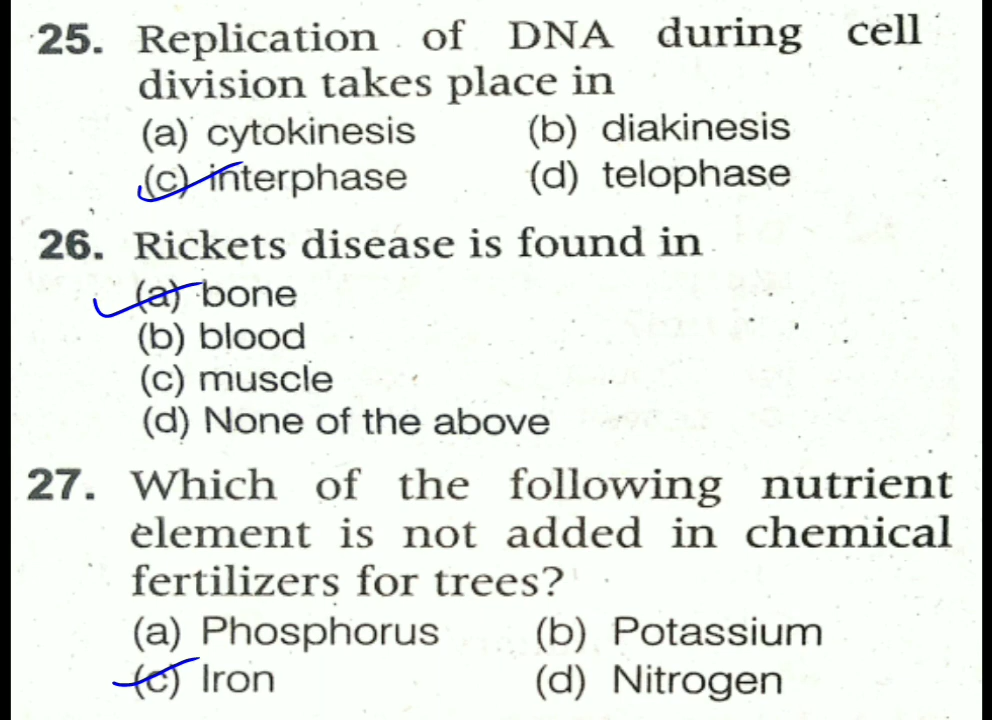 25. Replication of DNA during cell
division takes place in
(a) cytokinesis (b) diakinesis
(c) interphase (d) telophase
26. Rickets disease is found in
(a) bone
(b) blood
(c) muscle
(d) None of the above
27. Which of the following nutrient
element is not added in chemical
fertilizers for trees?
(a) Phosphorus (b) Potassium
(c) Iron (d) Nitrogen